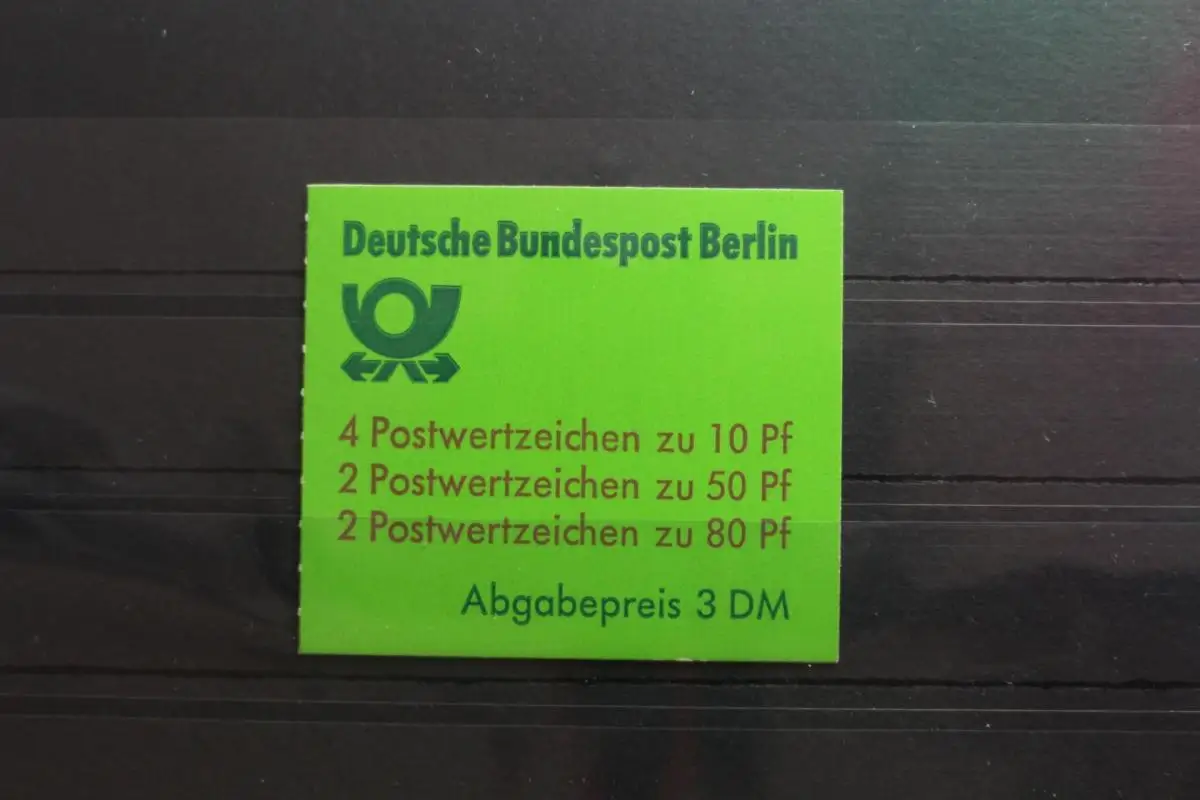 Deutsche Bundespost Berlin
4 Postwertzeichen zu 10 Pf
2 Postwertzeichen zu 50 Pf
2 Postwertzeichen zu 80 Pf
Abgabepreis 3 DM